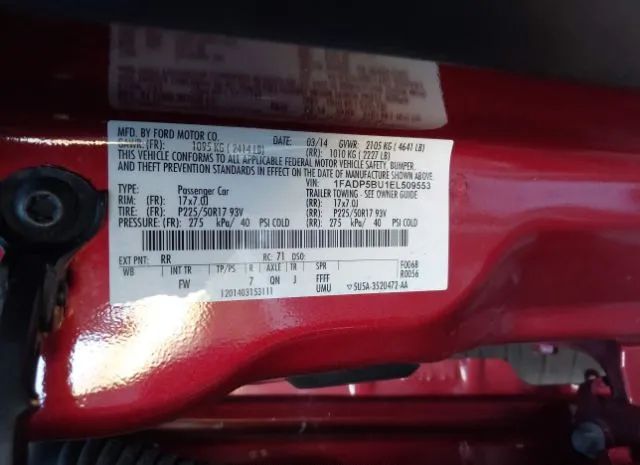 MFD. BY FORD MOTOR CO.
DATE: 03/14 GVWR: 2105 KG ( 4641 LB)
GAWR: (FR): 1095 KG ( 2414 LB) (RR): 1010 KG ( 2227 LB)
THIS VEHICLE CONFORMS TO ALL APPLICABLE FEDERAL MOTOR VEHICLE SAFETY, BUMPER,
AND THEFT PREVENTION STANDARDS IN EFFECT ON THE DATE OF MANUFACTURE SHOWN ABOVE.
VIN: 1FADP5BU1EL509553
TYPE: Passenger Car TRAILER TOWING - SEE OWNER GUIDE
RIM: (FR): 17x7.0J (RR): 17x7.0J
TIRE: (FR): P225/50R17 93V (RR): P225/50R17 93V
PRESSURE: (FR): 275 kPa/ 40 PSI COLD (RR): 275 kPa/ 40 PSI COLD
EXT PNT: RR RC: 71 DSO: F0068
WB INT TR TP/PS R AXLE TR SPR R0056
FW 7 QN J FFFF
1201403153111 UMU